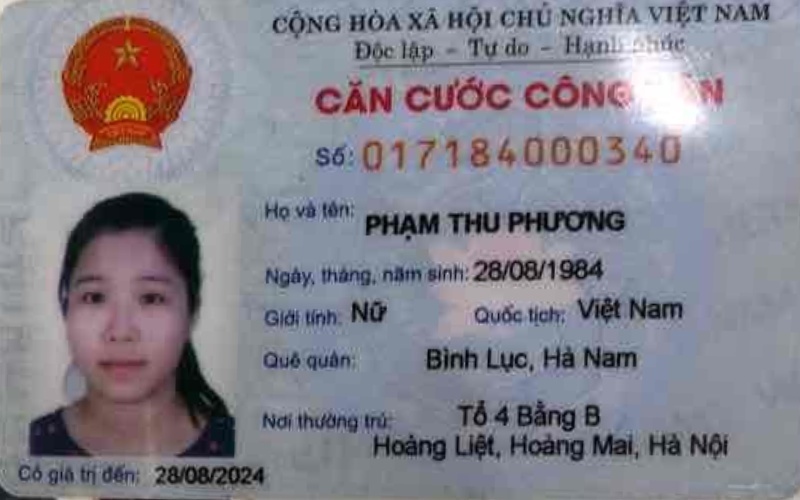 CỘNG HÒA XÃ HỘI CHỦ NGHĨA VIỆT NAM
Độc lập - Tự do - Hạnh phúc
CĂN CƯỚC CÔNG DÂN
Số: 017184000340
Họ và tên: PHẠM THU PHƯƠNG
Ngày, tháng, năm sinh: 28/08/1984
Giới tính: Nữ Quốc tịch: Việt Nam
Quê quán: Bình Lục, Hà Nam
Nơi thường trú: Tổ 4 Bằng B
Hoàng Liệt, Hoàng Mai, Hà Nội
Có giá trị đến: 28/08/2024